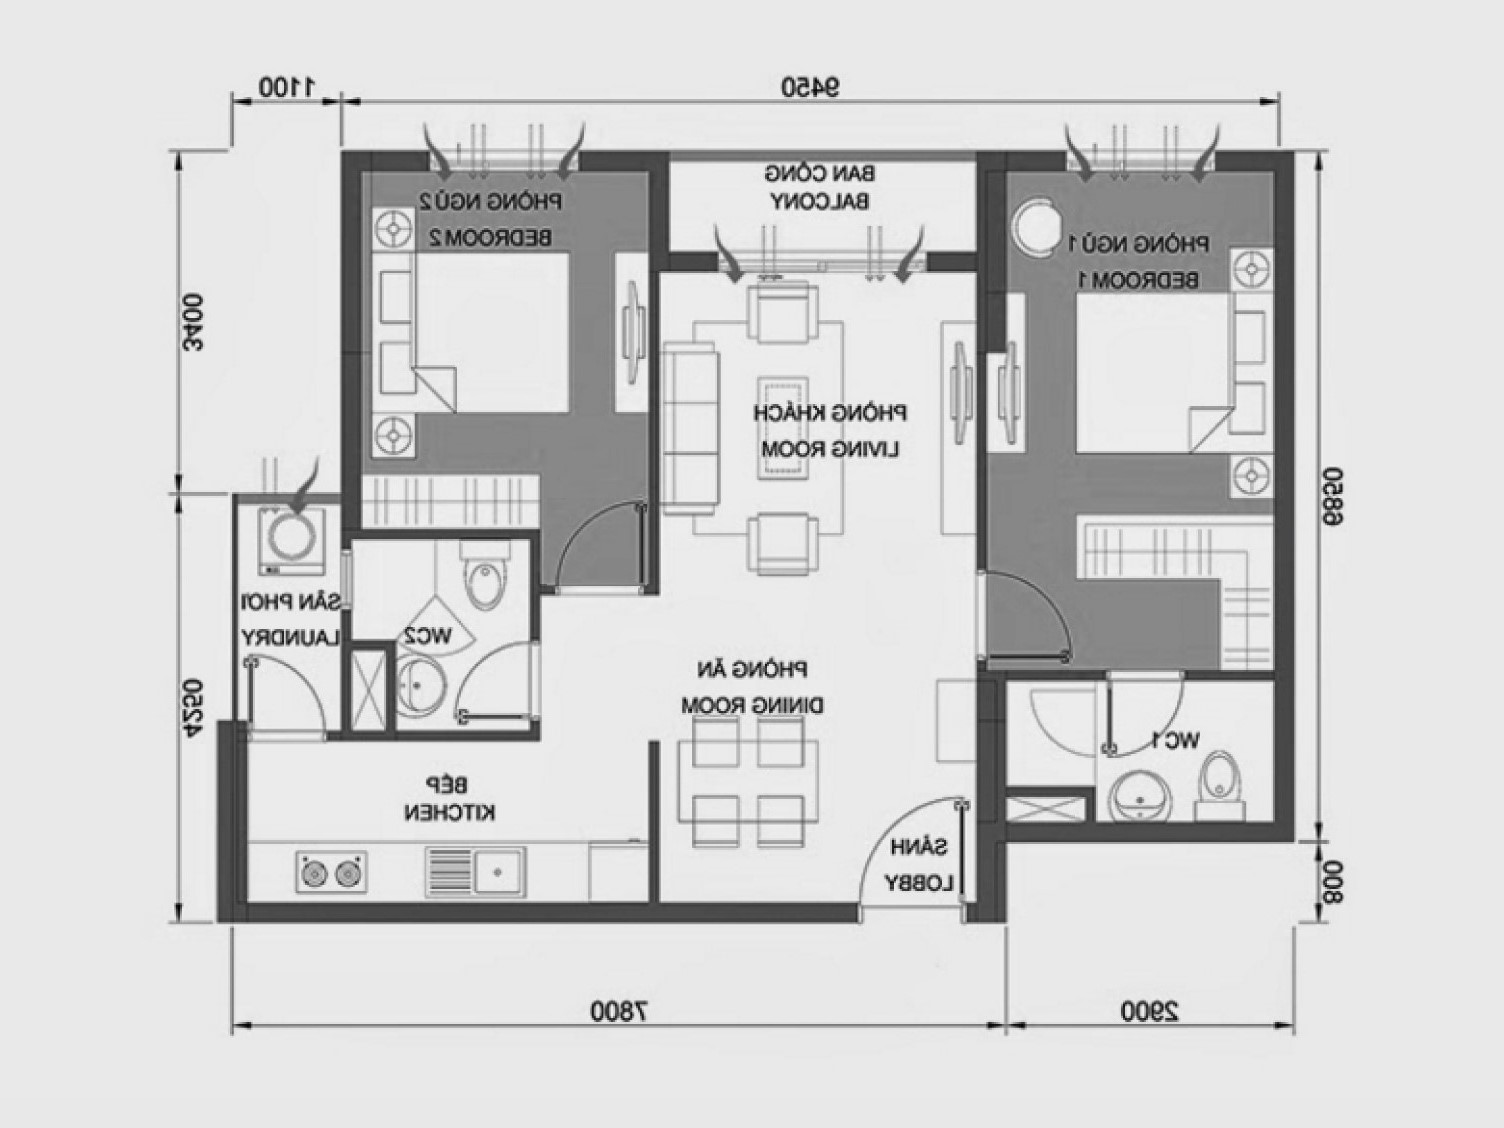 1100
9450
BAN CÔNG
BALCONY
PHÒNG NGỦ 2
BEDROOM 2
PHÒNG NGỦ 1
BEDROOM 1
3400
PHÒNG KHÁCH
LIVING ROOM
6850
SÂN PHƠI
LAUNDRY
WC2
PHÒNG ĂN
DINING ROOM
4250
WC1
BẾP
KITCHEN
SẢNH
LOBBY
800
7800
2900